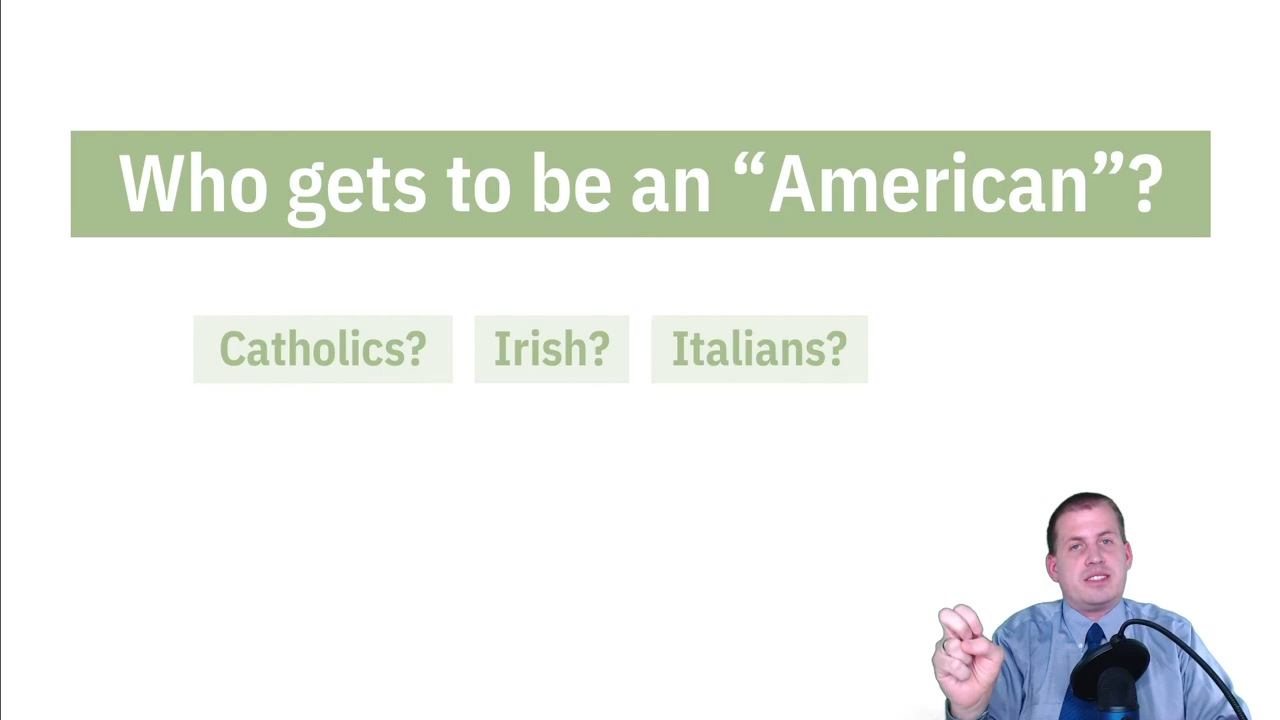 Who gets to be an “American”?
Catholics? Irish? Italians?